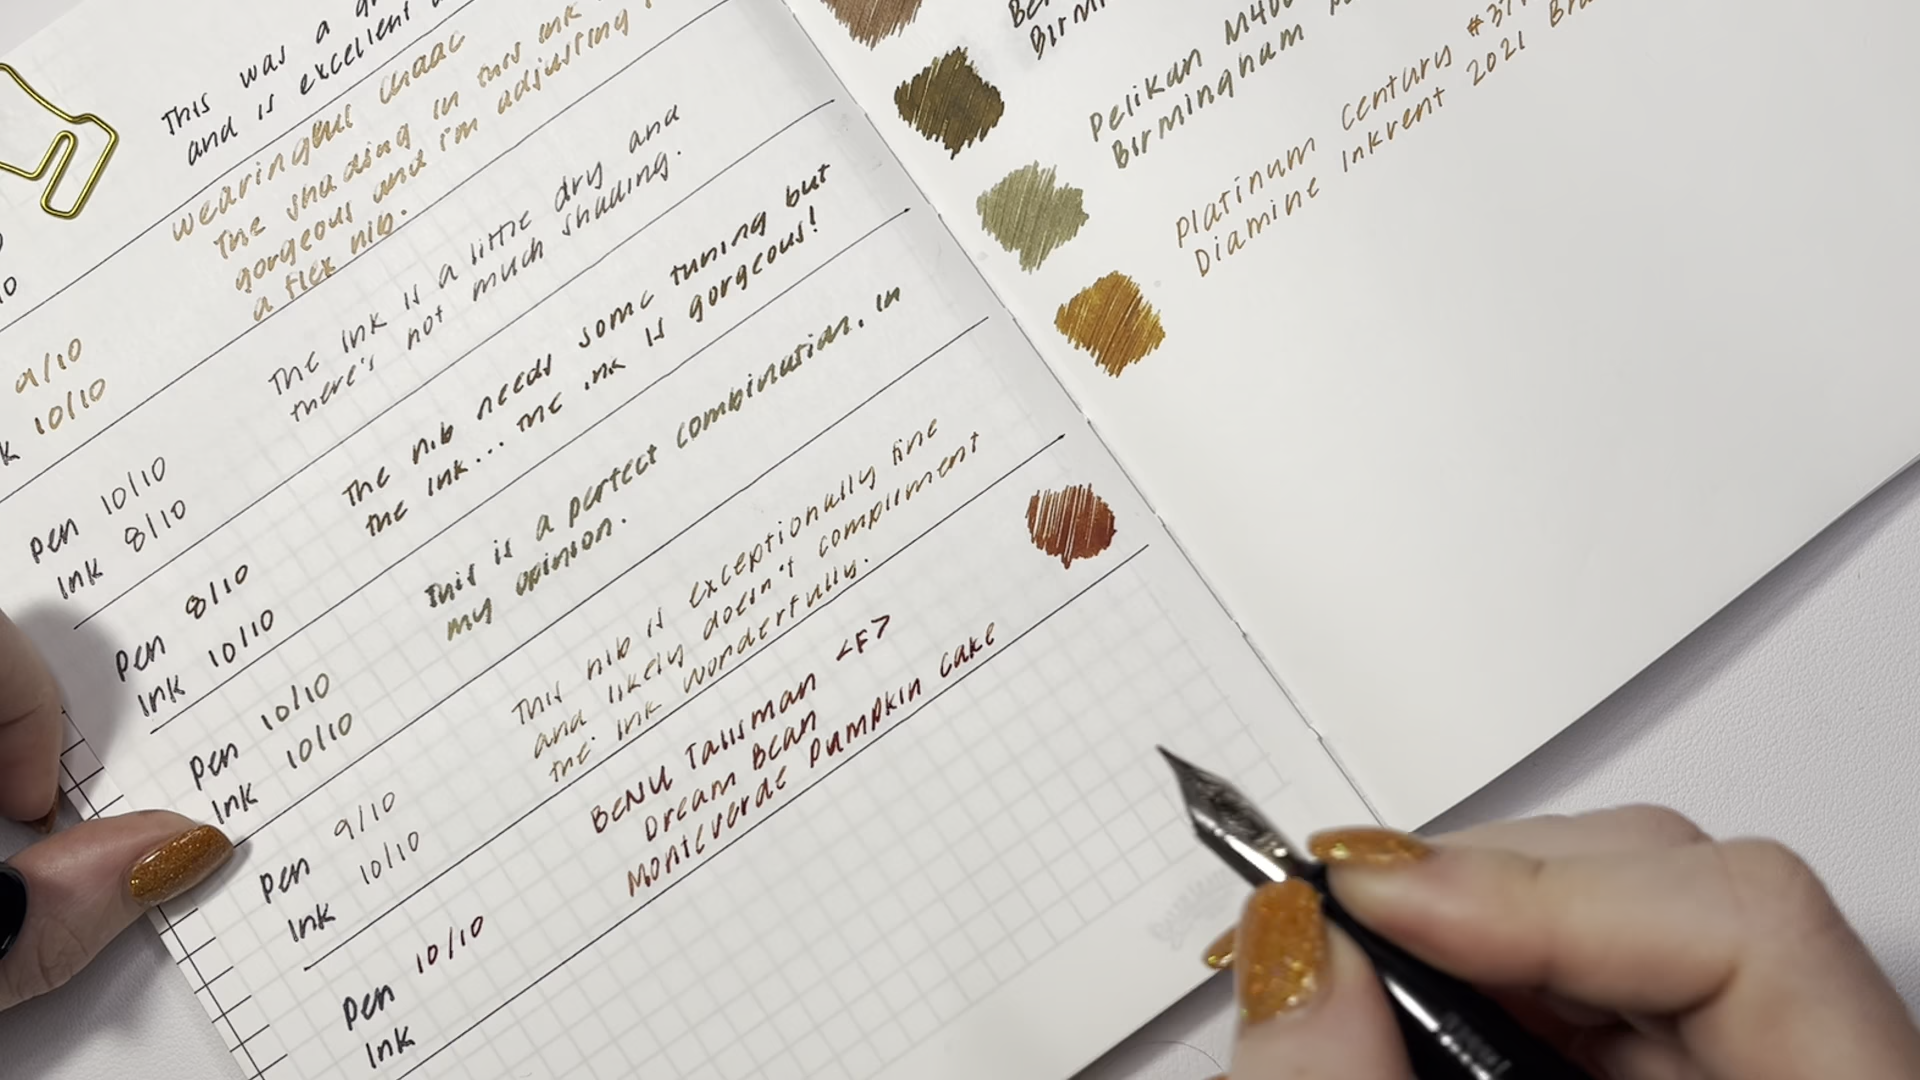 This was a
and is excellent
wearingeul
The shading in this ink
gorgeous and i'm adjusting
a flex nib.
9/10
10/10
The ink is a little dry and
there's not much shading.
Pen 10/10
Ink 8/10
The nib needs some tuning but
the ink... the ink is gorgeous!
Pen 8/10
Ink 10/10
This is a perfect combination, in
my opinion.
Pen 10/10
Ink 10/10
This nib is exceptionally fine
and likely doesn't compliment
the ink wonderfully.
Pen 9/10
Ink 10/10
BENU Talisman <F>
Dream Bean
Monteverde Pumpkin Cake
Pen 10/10
Ink
Pelikan
Birmingham
Platinum Century
Diamine Inkvent 2021